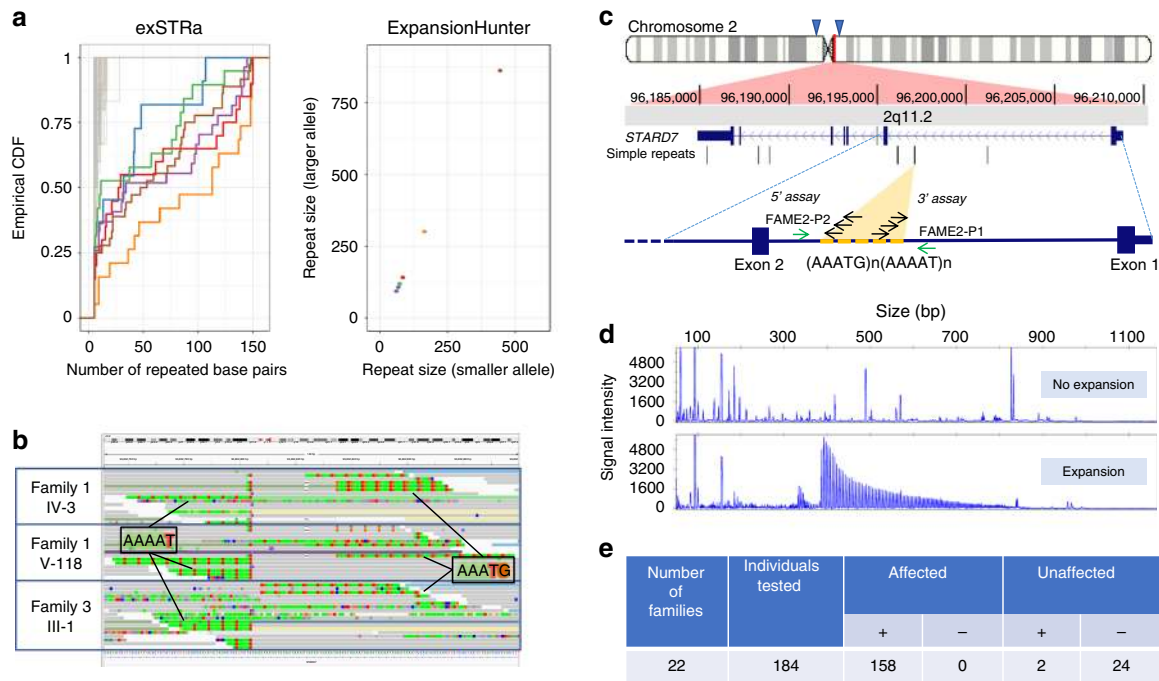 a
exSTRa
Empirical CDF
1
0.75
0.50
0.25
0
0 50 100 150
Number of repeated base pairs
ExpansionHunter
Repeat size (larger allele)
750
500
250
0
0 250 500
Repeat size (smaller allele)
b
Family 1
IV-3
Family 1
V-118
Family 3
III-1
AAAAT
AAATG
c
Chromosome 2
96,185,000 96,190,000 96,195,000 96,200,000 96,205,000 96,210,000
2q11.2
STARD7
Simple repeats
5' assay
3' assay
FAME2-P2
FAME2-P1
Exon 2
(AAATG)n(AAAAT)n
Exon 1
d
Size (bp)
100 300 500 700 900 1100
Signal intensity
4800
3200
1600
0
No expansion
4800
3200
1600
0
Expansion
e
Number of families
Individuals tested
Affected
Unaffected
+ − + −
22 184 158 0 2 24